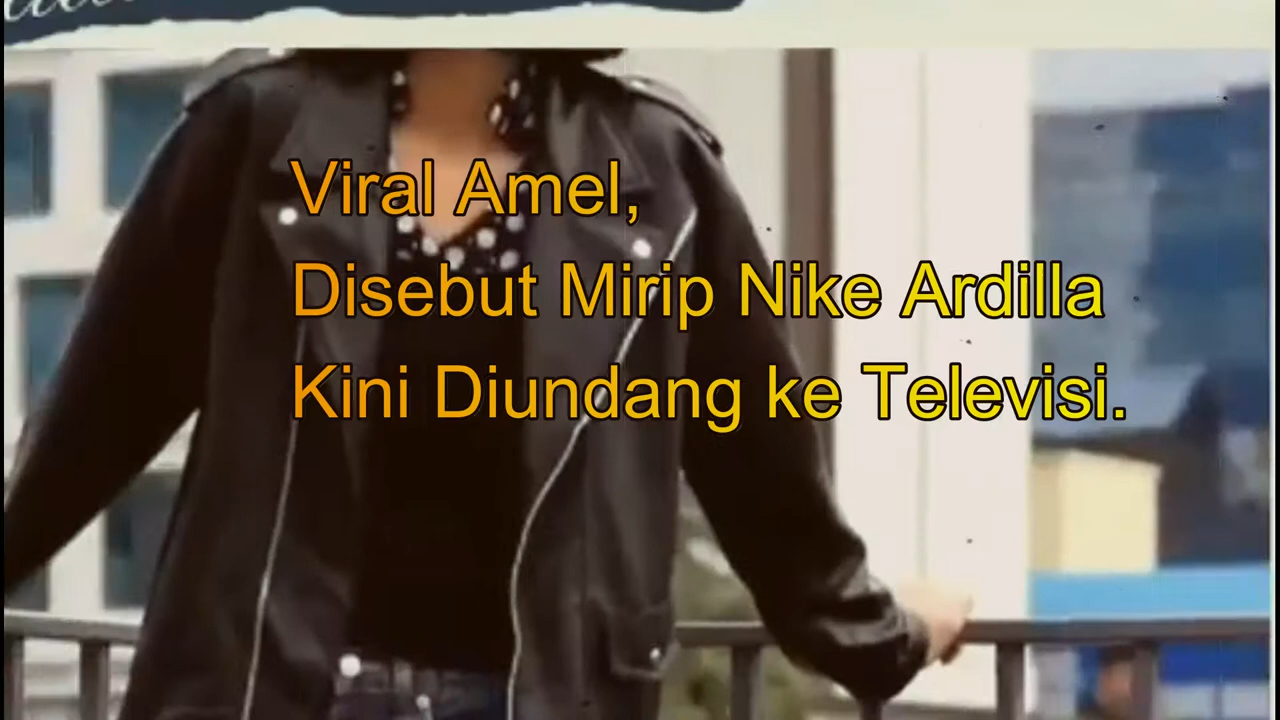 Viral Amel,
Disebut Mirip Nike Ardilla
Kini Diundang ke Televisi.